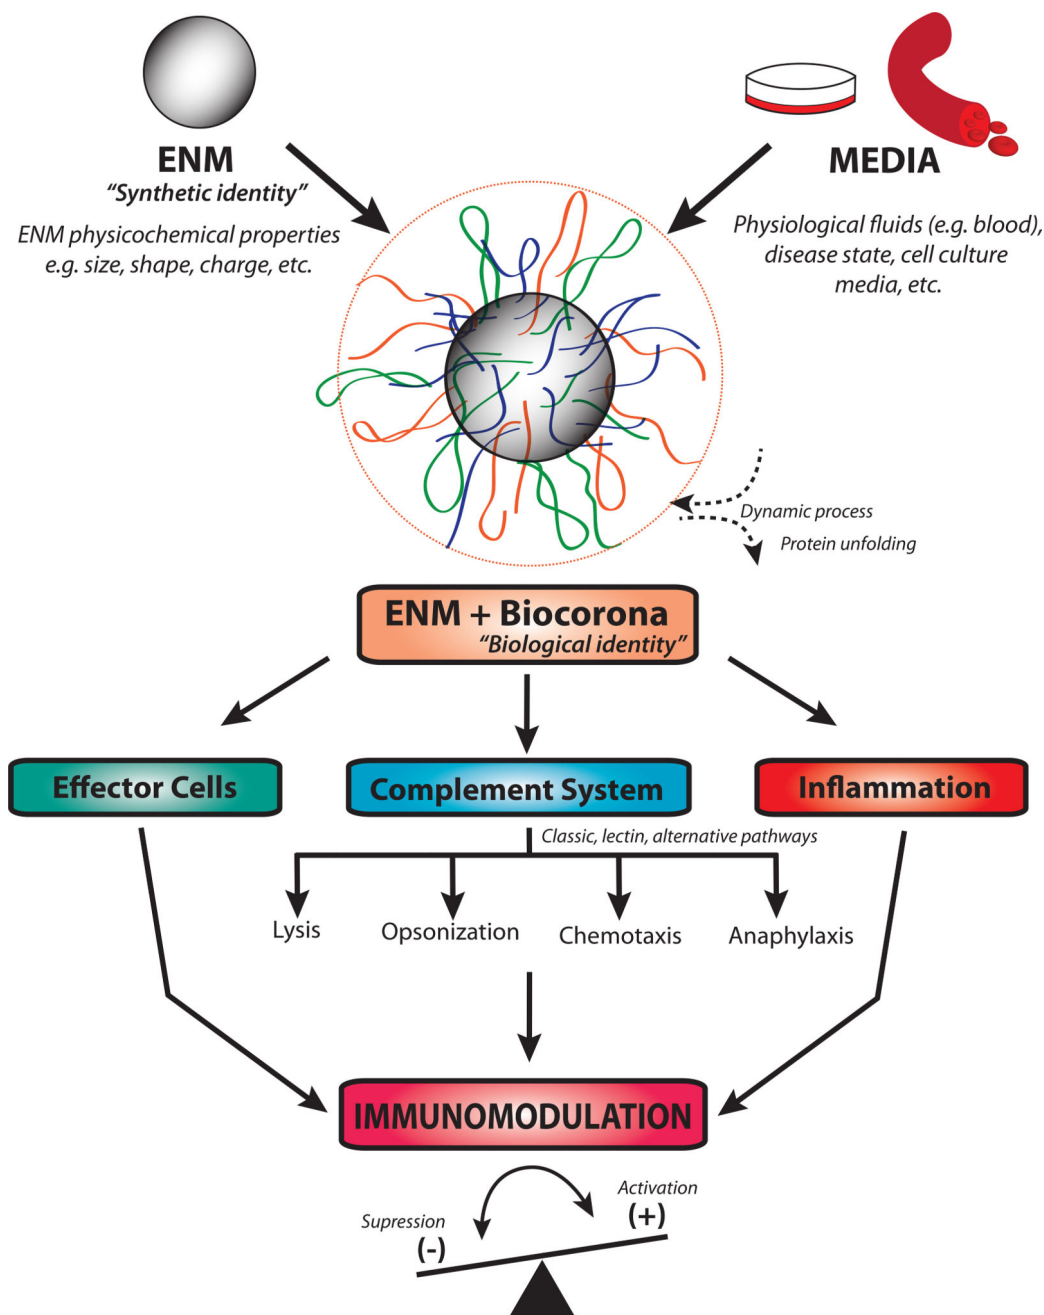 ENM
“Synthetic identity”
ENM physicochemical properties
e.g. size, shape, charge, etc.
MEDIA
Physiological fluids (e.g. blood),
disease state, cell culture
media, etc.
Dynamic process
Protein unfolding
ENM + Biocorona
“Biological identity”
Effector Cells
Complement System
Inflammation
Classic, lectin, alternative pathways
Lysis
Opsonization
Chemotaxis
Anaphylaxis
IMMUNOMODULATION
Supression
(-)
Activation
(+)